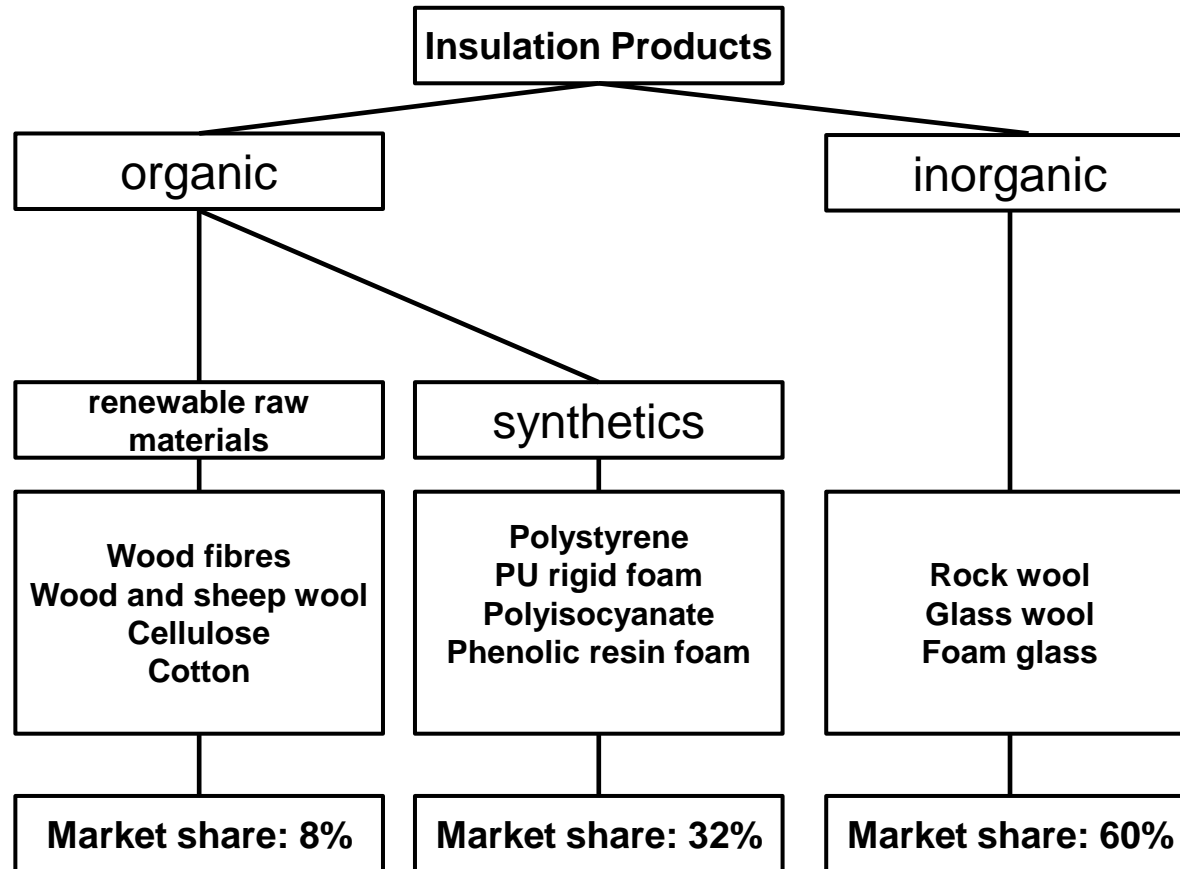 Insulation Products
organic
inorganic
renewable raw
materials
synthetics
Wood fibres
Wood and sheep wool
Cellulose
Cotton
Polystyrene
PU rigid foam
Polyisocyanate
Phenolic resin foam
Rock wool
Glass wool
Foam glass
Market share: 8%
Market share: 32%
Market share: 60%